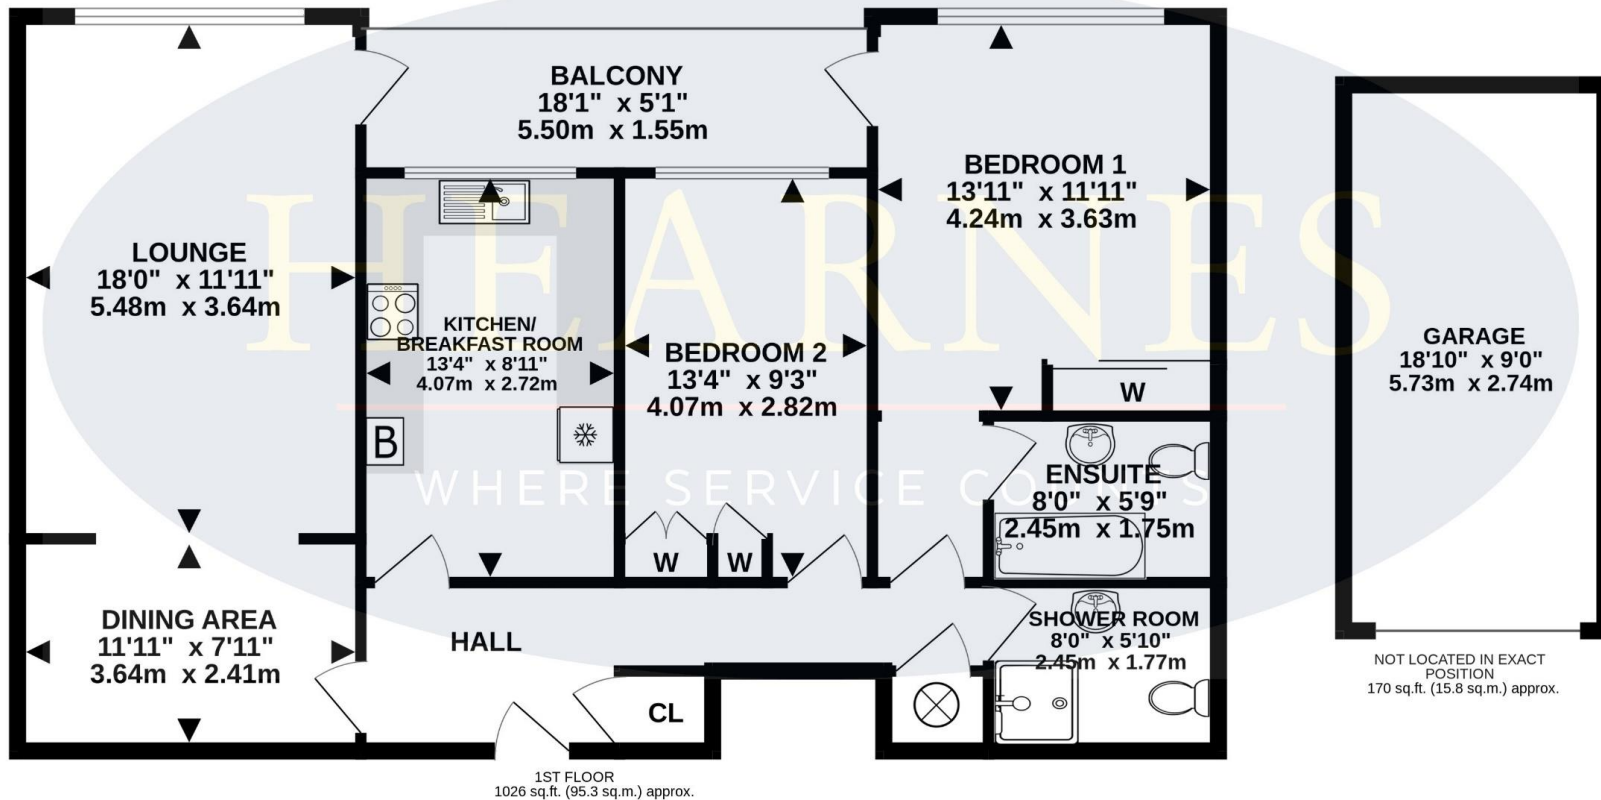 BALCONY
18'1" x 5'1"
5.50m x 1.55m
BEDROOM 1
13'11" x 11'11"
4.24m x 3.63m
LOUNGE
18'0" x 11'11"
5.48m x 3.64m
KITCHEN/
BREAKFAST ROOM
13'4" x 8'11"
4.07m x 2.72m
BEDROOM 2
13'4" x 9'3"
4.07m x 2.82m
GARAGE
18'10" x 9'0"
5.73m x 2.74m
HEARNES
WHERE SERVICE COUNTS
W
B
ENSUITE
8'0" x 5'9"
2.45m x 1.75m
W
W
DINING AREA
11'11" x 7'11"
3.64m x 2.41m
HALL
SHOWER ROOM
8'0" x 5'10"
2.45m x 1.77m
CL
NOT LOCATED IN EXACT
POSITION
170 sq.ft. (15.8 sq.m.) approx.
1ST FLOOR
1026 sq.ft. (95.3 sq.m.) approx.